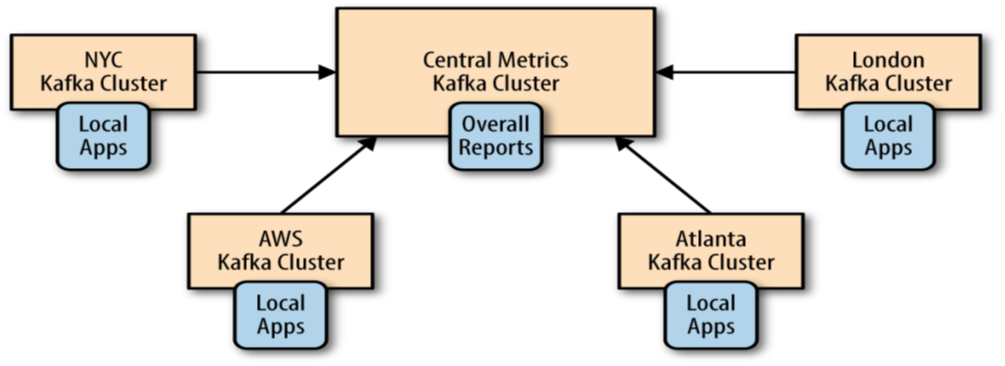 NYC
Kafka Cluster
Local
Apps
Central Metrics
Kafka Cluster
Overall
Reports
London
Kafka Cluster
Local
Apps
AWS
Kafka Cluster
Local
Apps
Atlanta
Kafka Cluster
Local
Apps